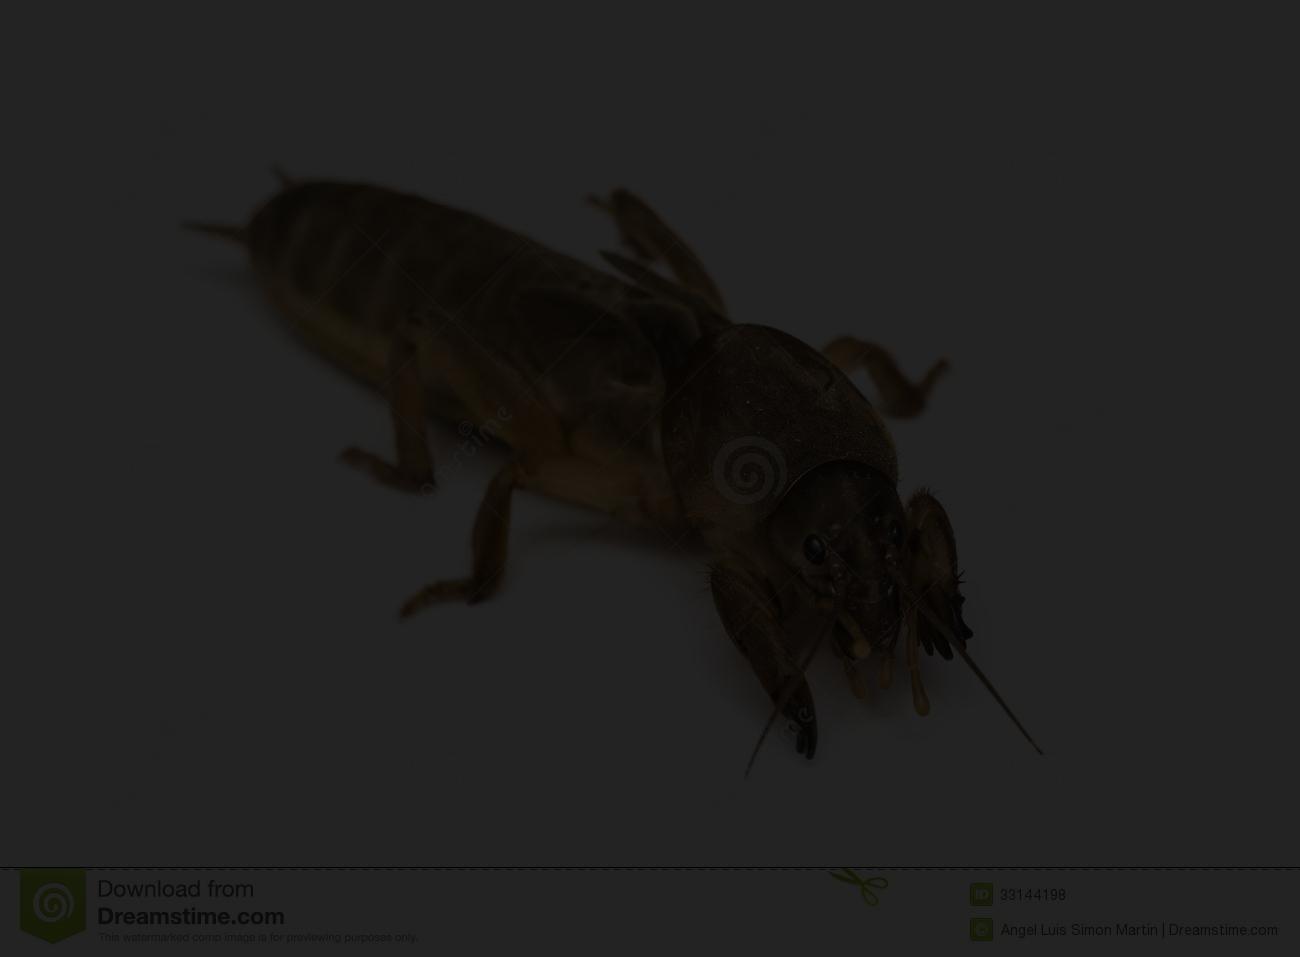 Download from
Dreamstime.com
This watermarked comp image is for previewing purposes only.
ID 33144198
© Angel Luis Simon Martin | Dreamstime.com